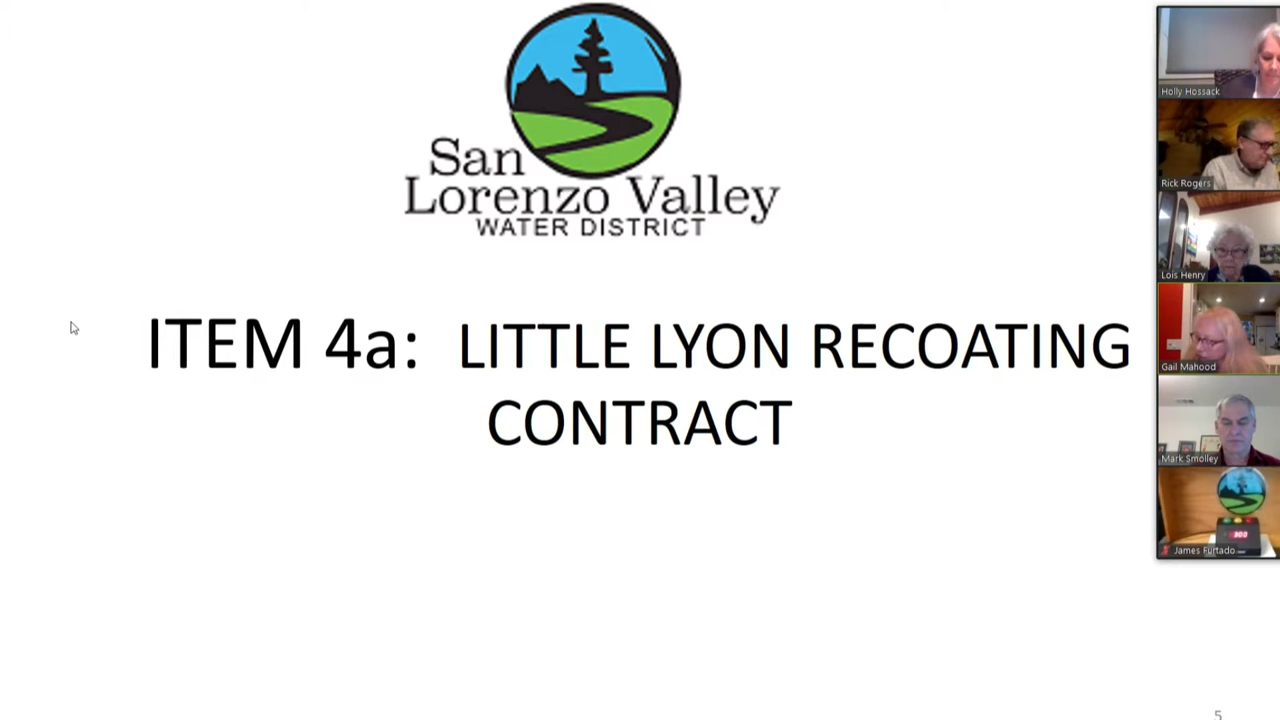 San
Lorenzo Valley
WATER DISTRICT
ITEM 4a: LITTLE LYON RECOATING
CONTRACT
Holly Hossack
Rick Rogers
Lois Henry
Gail Mahood
Mark Smolley
300
James Furtado
5